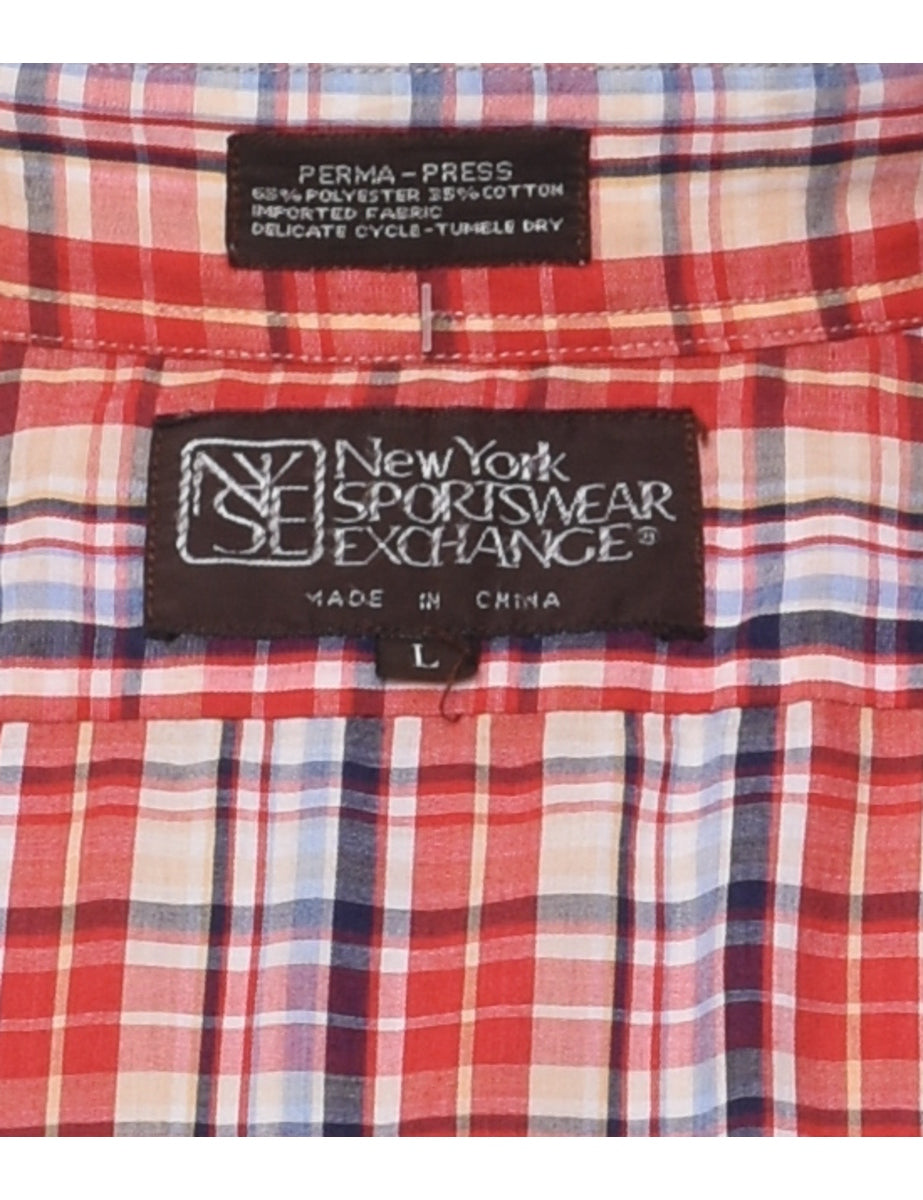 PERMA-PRESS
65% POLYESTER 35% COTTON
IMPORTED FABRIC
DELICATE CYCLE-TUMBLE DRY
NYSE
New York
SPORTSWEAR
EXCHANGE®
MADE IN CHINA
L